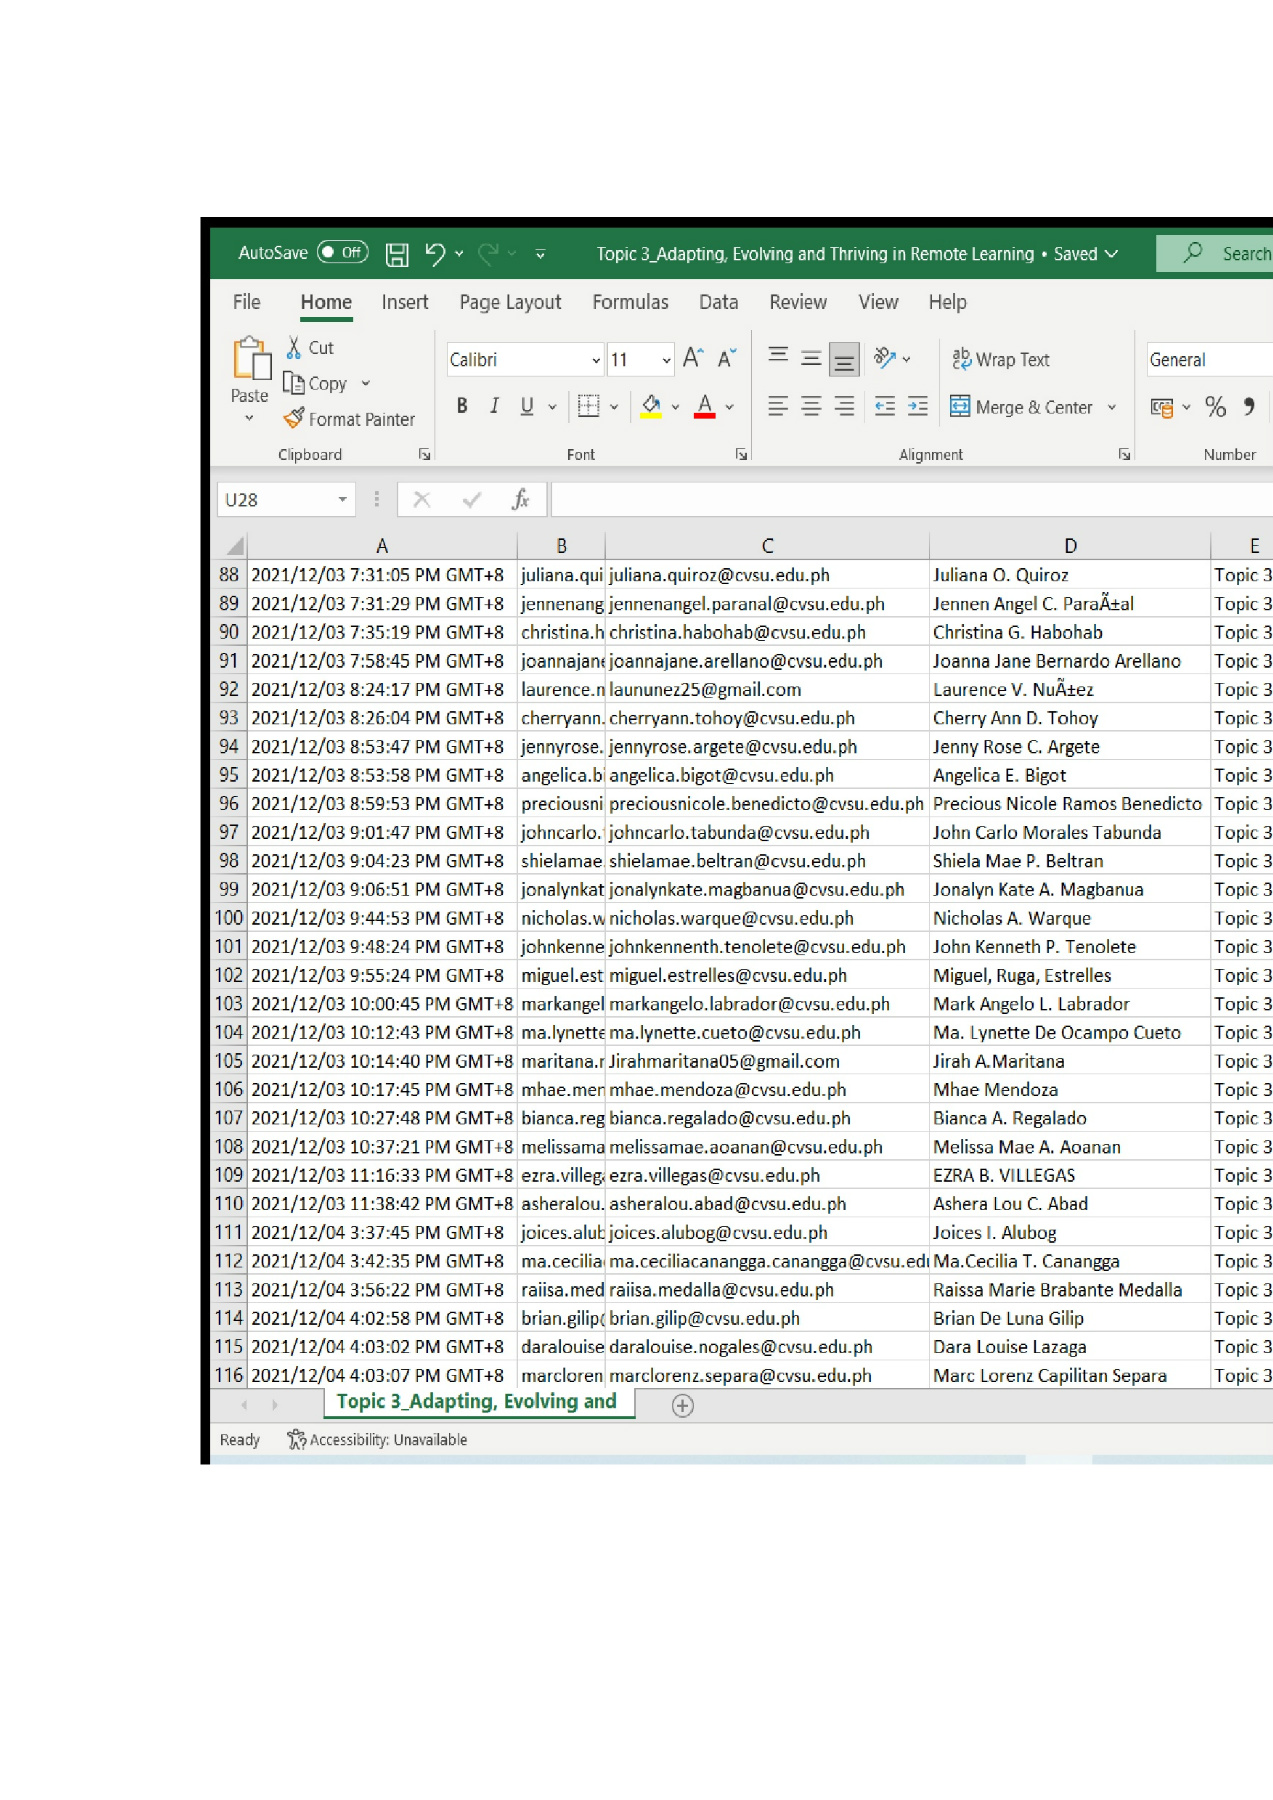 AutoSave Off Topic 3_Adapting, Evolving and Thriving in Remote Learning • Saved Search
File Home Insert Page Layout Formulas Data Review View Help
Cut
Copy
Paste
Format Painter
Clipboard
Calibri 11
B I U A
Font
Wrap Text
Merge & Center
Alignment
General
%
Number
U28 fx
A B C D E
88 2021/12/03 7:31:05 PM GMT+8 juliana.qui juliana.quiroz@cvsu.edu.ph Juliana O. Quiroz Topic 3
89 2021/12/03 7:31:29 PM GMT+8 jennenang jennenangel.paranal@cvsu.edu.ph Jennen Angel C. ParaÃ±al Topic 3
90 2021/12/03 7:35:19 PM GMT+8 christina.h christina.habohab@cvsu.edu.ph Christina G. Habohab Topic 3
91 2021/12/03 7:58:45 PM GMT+8 joannajane joannajane.arellano@cvsu.edu.ph Joanna Jane Bernardo Arellano Topic 3
92 2021/12/03 8:24:17 PM GMT+8 laurence.n laununez25@gmail.com Laurence V. NuÃ±ez Topic 3
93 2021/12/03 8:26:04 PM GMT+8 cherryann. cherryann.tohoy@cvsu.edu.ph Cherry Ann D. Tohoy Topic 3
94 2021/12/03 8:53:47 PM GMT+8 jennyrose. jennyrose.argete@cvsu.edu.ph Jenny Rose C. Argete Topic 3
95 2021/12/03 8:53:58 PM GMT+8 angelica.bi angelica.bigot@cvsu.edu.ph Angelica E. Bigot Topic 3
96 2021/12/03 8:59:53 PM GMT+8 preciousni preciousnicole.benedicto@cvsu.edu.ph Precious Nicole Ramos Benedicto Topic 3
97 2021/12/03 9:01:47 PM GMT+8 johncarlo. johncarlo.tabunda@cvsu.edu.ph John Carlo Morales Tabunda Topic 3
98 2021/12/03 9:04:23 PM GMT+8 shielamae. shielamae.beltran@cvsu.edu.ph Shiela Mae P. Beltran Topic 3
99 2021/12/03 9:06:51 PM GMT+8 jonalynkat jonalynkate.magbanua@cvsu.edu.ph Jonalyn Kate A. Magbanua Topic 3
100 2021/12/03 9:44:53 PM GMT+8 nicholas.w nicholas.warque@cvsu.edu.ph Nicholas A. Warque Topic 3
101 2021/12/03 9:48:24 PM GMT+8 johnkenne johnkennenth.tenolete@cvsu.edu.ph John Kenneth P. Tenolete Topic 3
102 2021/12/03 9:55:24 PM GMT+8 miguel.est miguel.estrelles@cvsu.edu.ph Miguel, Ruga, Estrelles Topic 3
103 2021/12/03 10:00:45 PM GMT+8 markangel markangelo.labrador@cvsu.edu.ph Mark Angelo L. Labrador Topic 3
104 2021/12/03 10:12:43 PM GMT+8 ma.lynette ma.lynette.cueto@cvsu.edu.ph Ma. Lynette De Ocampo Cueto Topic 3
105 2021/12/03 10:14:40 PM GMT+8 maritana.r Jirahmaritana05@gmail.com Jirah A.Maritana Topic 3
106 2021/12/03 10:17:45 PM GMT+8 mhae.men mhae.mendoza@cvsu.edu.ph Mhae Mendoza Topic 3
107 2021/12/03 10:27:48 PM GMT+8 bianca.reg bianca.regalado@cvsu.edu.ph Bianca A. Regalado Topic 3
108 2021/12/03 10:37:21 PM GMT+8 melissama melissamae.aoanan@cvsu.edu.ph Melissa Mae A. Aoanan Topic 3
109 2021/12/03 11:16:33 PM GMT+8 ezra.villega ezra.villegas@cvsu.edu.ph EZRA B. VILLEGAS Topic 3
110 2021/12/03 11:38:42 PM GMT+8 asheralou. asheralou.abad@cvsu.edu.ph Ashera Lou C. Abad Topic 3
111 2021/12/04 3:37:45 PM GMT+8 joices.alub joices.alubog@cvsu.edu.ph Joices I. Alubog Topic 3
112 2021/12/04 3:42:35 PM GMT+8 ma.cecilia ma.ceciliacanangga.canangga@cvsu.edu Ma.Cecilia T. Canangga Topic 3
113 2021/12/04 3:56:22 PM GMT+8 raiisa.med raiisa.medalla@cvsu.edu.ph Raissa Marie Brabante Medalla Topic 3
114 2021/12/04 4:02:58 PM GMT+8 brian.gilip@ brian.gilip@cvsu.edu.ph Brian De Luna Gilip Topic 3
115 2021/12/04 4:03:02 PM GMT+8 daralouise daralouise.nogales@cvsu.edu.ph Dara Louise Lazaga Topic 3
116 2021/12/04 4:03:07 PM GMT+8 marcloren marclorenz.separa@cvsu.edu.ph Marc Lorenz Capilitan Separa Topic 3
Topic 3_Adapting, Evolving and
Ready Accessibility: Unavailable